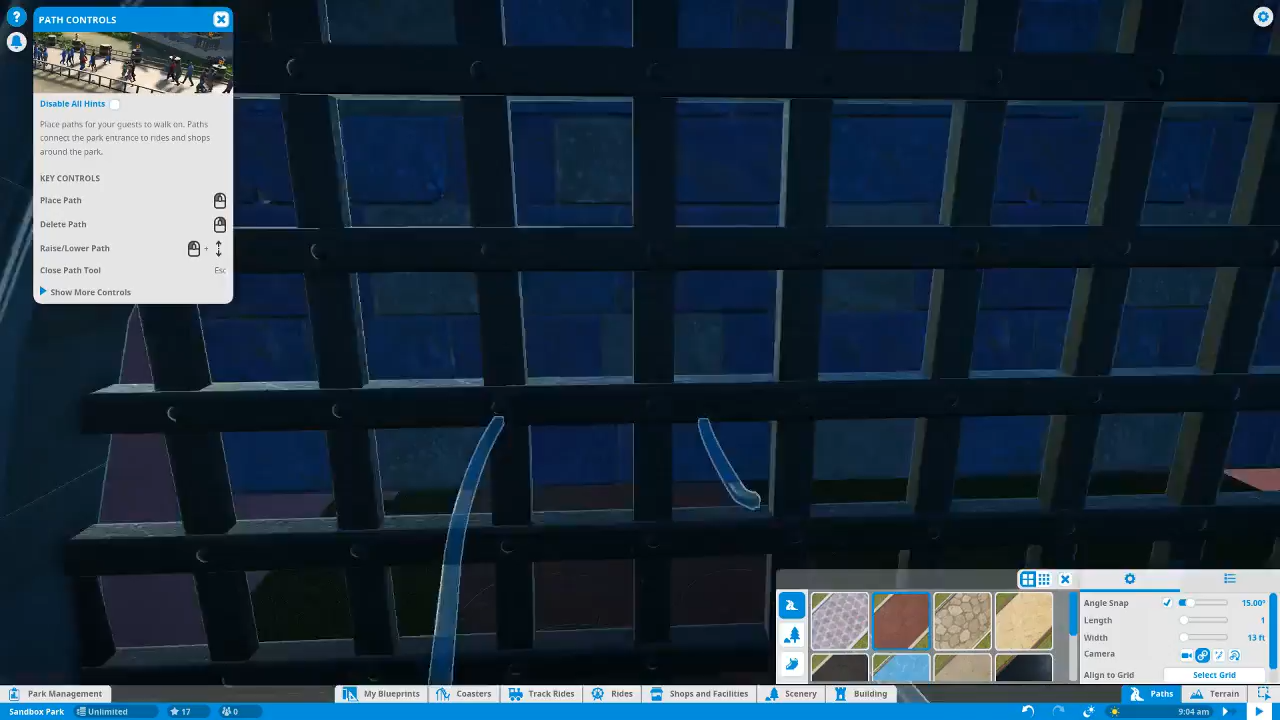 PATH CONTROLS
Disable All Hints
Place paths for your guests to walk on. Paths
connect the park entrance to rides and shops
around the park.
KEY CONTROLS
Place Path
Delete Path
Raise/Lower Path +
Close Path Tool Esc
Show More Controls
Angle Snap 15.00°
Length 1
Width 13 ft
Camera
Align to Grid Select Grid
Park Management My Blueprints Coasters Track Rides Rides Shops and Facilities Scenery Building Paths Terrain
Sandbox Park Unlimited 17 0 9:04 am